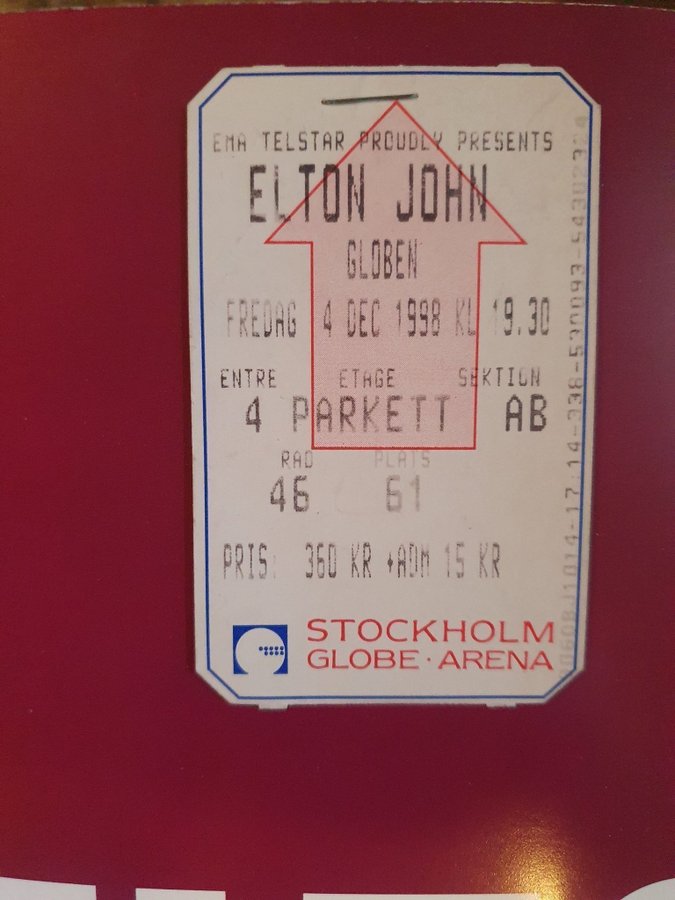 EMA TELSTAR PROUDLY PRESENTS
ELTON JOHN
GLOBEN
FREDAG 4 DEC 1998 KL 19.30
ENTRE ETAGE SEKTION
4 PARKETT AB
RAD PLATS
46 61
PRIS: 360 KR +ADM 15 KR
STOCKHOLM
GLOBE·ARENA